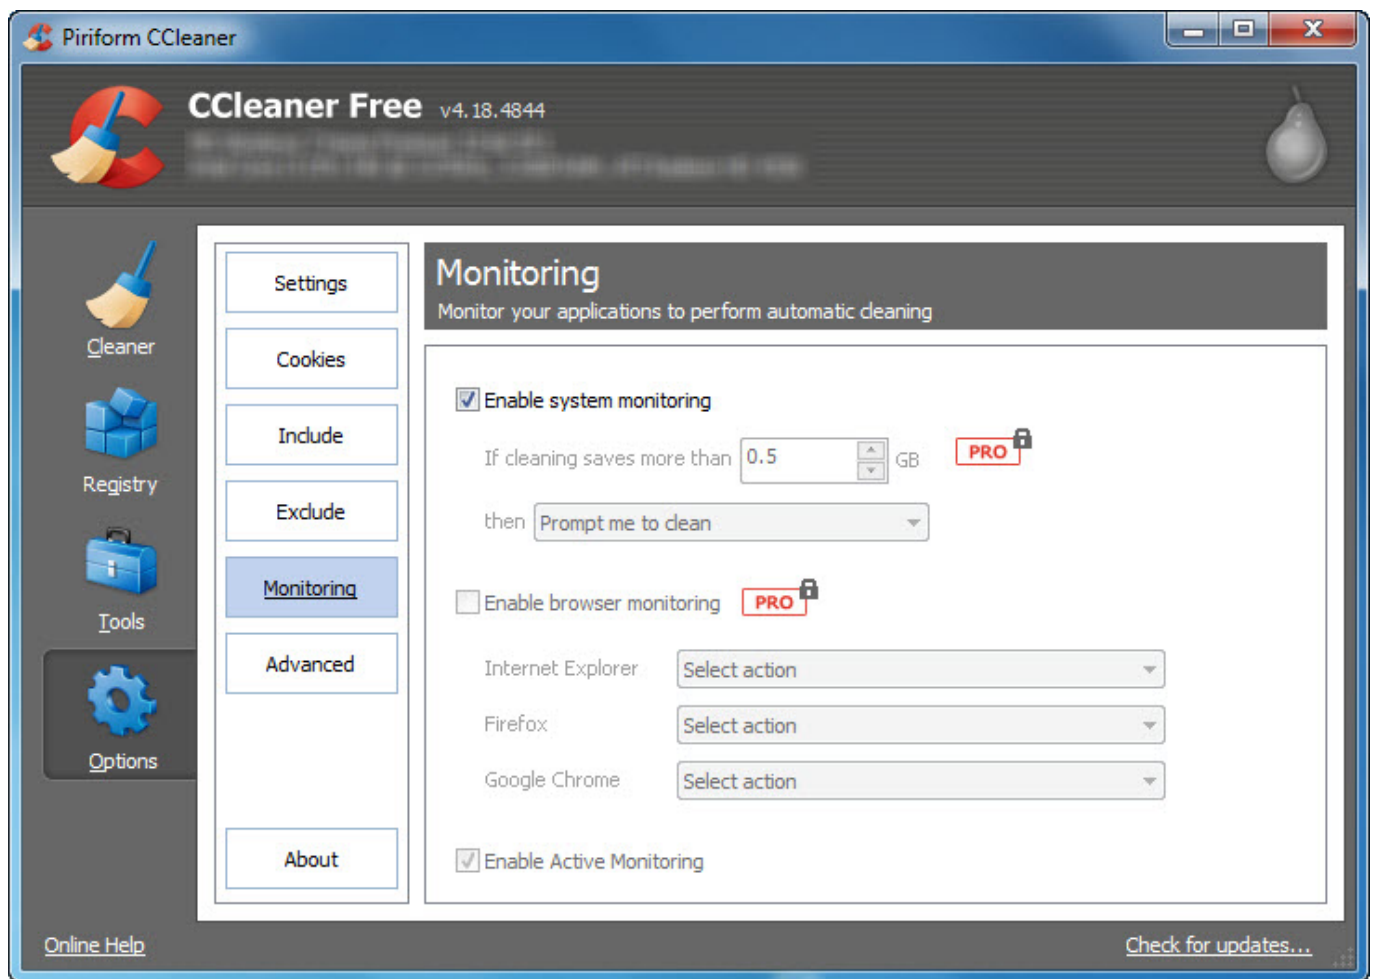 Piriform CCleaner
CCleaner Free v4.18.4844
Cleaner
Registry
Tools
Options
Settings
Cookies
Include
Exclude
Monitoring
Advanced
About
Monitoring
Monitor your applications to perform automatic cleaning
Enable system monitoring
If cleaning saves more than 0.5 GB PRO
then Prompt me to clean
Enable browser monitoring PRO
Internet Explorer Select action
Firefox Select action
Google Chrome Select action
Enable Active Monitoring
Online Help
Check for updates...